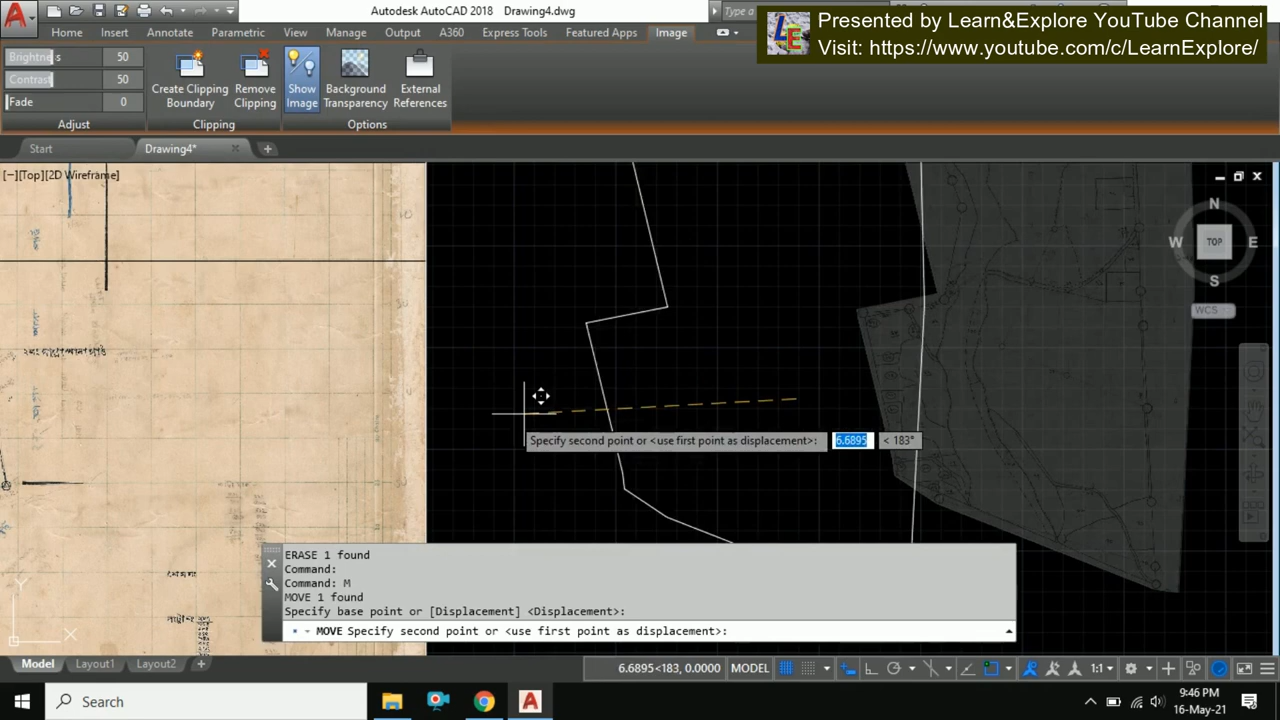 Autodesk AutoCAD 2018 Drawing4.dwg
Type a
Presented by Learn&Explore YouTube Channel
Visit: https://www.youtube.com/c/LearnExplore/
Home Insert Annotate Parametric View Manage Output A360 Express Tools Featured Apps Image
Brightness 50
Contrast 50
Fade 0
Create Clipping Boundary
Remove Clipping
Show Image
Background Transparency
External References
Adjust Clipping Options
Start Drawing4*
[−][Top][2D Wireframe]
N
W TOP E
S
WCS
Specify second point or <use first point as displacement>: 6.6895 < 183°
ERASE 1 found
Command:
Command: M
MOVE 1 found
Specify base point or [Displacement] <Displacement>:
MOVE Specify second point or <use first point as displacement>:
Y
X
Model Layout1 Layout2 +
6.6895<183, 0.0000 MODEL 1:1
Search
9:46 PM
16-May-21